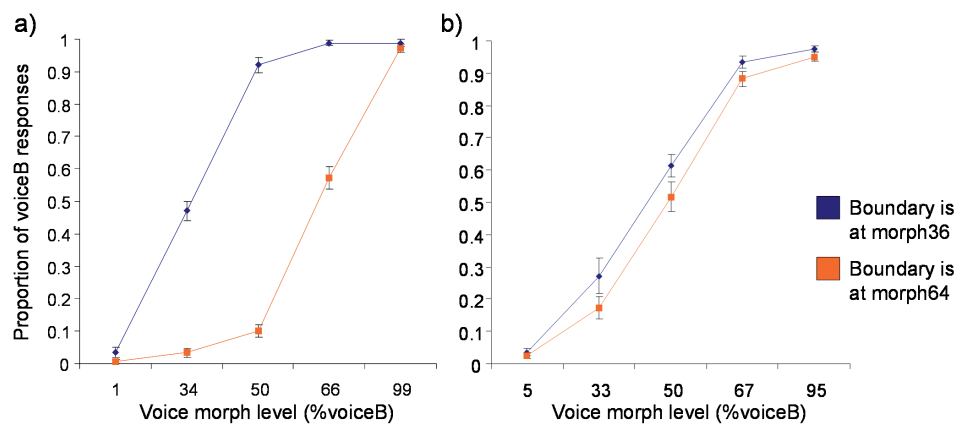 a)
Proportion of voiceB responses
1
0.9
0.8
0.7
0.6
0.5
0.4
0.3
0.2
0.1
0
1 34 50 66 99
Voice morph level (%voiceB)
b)
1
0.9
0.8
0.7
0.6
0.5
0.4
0.3
0.2
0.1
0
5 33 50 67 95
Voice morph level (%voiceB)
Boundary is
at morph36
Boundary is
at morph64